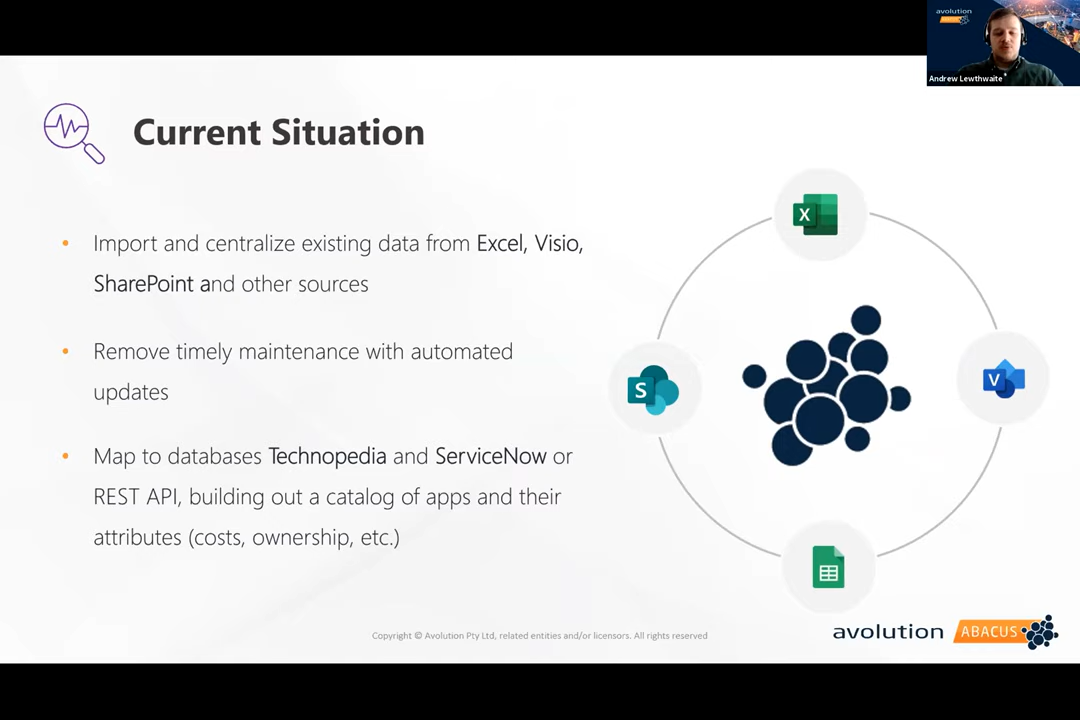 avolution
Andrew Lewthwaite
Current Situation
• Import and centralize existing data from Excel, Visio,
SharePoint and other sources
• Remove timely maintenance with automated
updates
• Map to databases Technopedia and ServiceNow or
REST API, building out a catalog of apps and their
attributes (costs, ownership, etc.)
X
S
V
Copyright © Avolution Pty Ltd, related entities and/or licensors. All rights reserved
avolution ABACUS